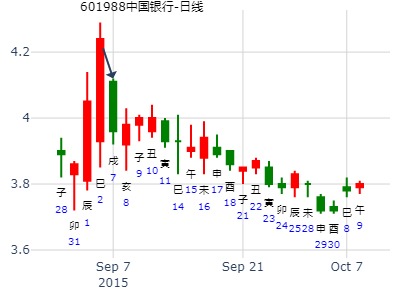 601988中国银行-日线
4.2
4
3.8
3.6
子
28
卯
31
辰
1
巳
2
戌
7
亥
8
子
9
丑
10
寅
11
巳
14
午
15
未
16
申
17
酉
18
子
21
丑
22
寅
23
卯
24
辰
25
未
28
申
29
酉
30
巳
8
午
9
Sep 7
2015
Sep 21
Oct 7